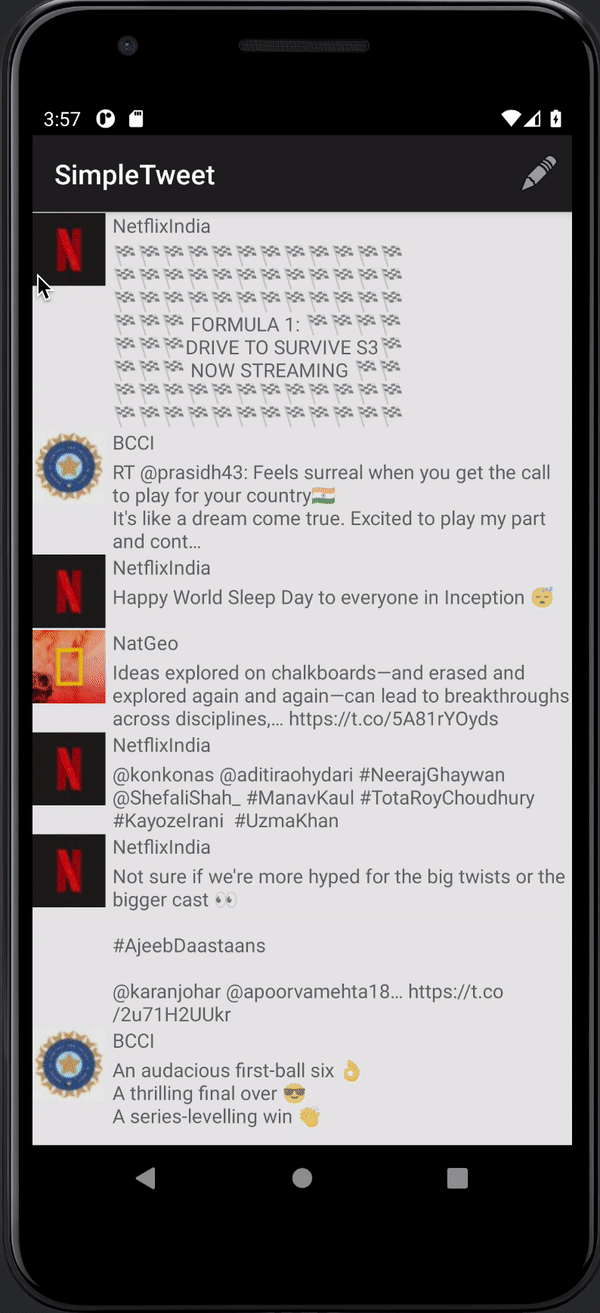 3:57
SimpleTweet
NetflixIndia
🏁🏁🏁🏁🏁🏁🏁🏁🏁🏁🏁🏁
🏁🏁🏁🏁🏁🏁🏁🏁🏁🏁🏁🏁
🏁🏁🏁🏁🏁🏁🏁🏁🏁🏁🏁🏁
🏁🏁🏁 FORMULA 1: 🏁🏁🏁🏁
🏁🏁🏁DRIVE TO SURVIVE S3🏁
🏁🏁🏁 NOW STREAMING 🏁🏁
🏁🏁🏁🏁🏁🏁🏁🏁🏁🏁🏁🏁
🏁🏁🏁🏁🏁🏁🏁🏁🏁🏁🏁🏁
BCCI
RT @prasidh43: Feels surreal when you get the call
to play for your country🇮🇳
It's like a dream come true. Excited to play my part
and cont…
NetflixIndia
Happy World Sleep Day to everyone in Inception 😴
NatGeo
Ideas explored on chalkboards—and erased and
explored again and again—can lead to breakthroughs
across disciplines,… https://t.co/5A81rYOyds
NetflixIndia
@konkonas @aditiraohydari #NeerajGhaywan
@ShefaliShah_ #ManavKaul #TotaRoyChoudhury
#KayozeIrani  #UzmaKhan
NetflixIndia
Not sure if we're more hyped for the big twists or the
bigger cast 👀
#AjeebDaastaans
@karanjohar @apoorvamehta18… https://t.co
/2u71H2UUkr
BCCI
An audacious first-ball six 👌
A thrilling final over 😎
A series-levelling win 👏